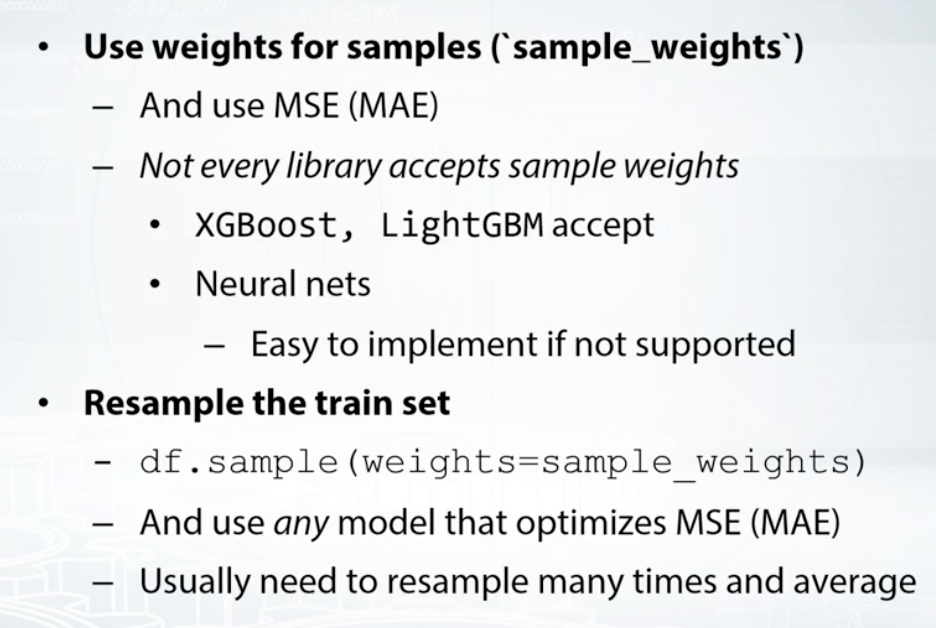 • Use weights for samples (`sample_weights`)
– And use MSE (MAE)
– Not every library accepts sample weights
• XGBoost, LightGBM accept
• Neural nets
– Easy to implement if not supported
• Resample the train set
– df.sample(weights=sample_weights)
– And use any model that optimizes MSE (MAE)
– Usually need to resample many times and average